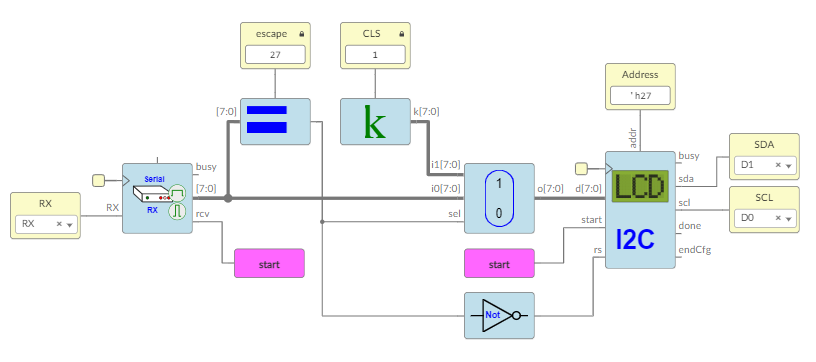 escape
27
CLS
1
Address
'h27
[7:0]
k
k[7:0]
addr
SDA
D1
Serial
RX
busy
[7:0]
rcv
RX
RX
RX
i1[7:0]
i0[7:0]
sel
1
0
o[7:0]
d[7:0]
start
rs
LCD
I2C
busy
sda
scl
done
endCfg
SCL
D0
start
start
Not